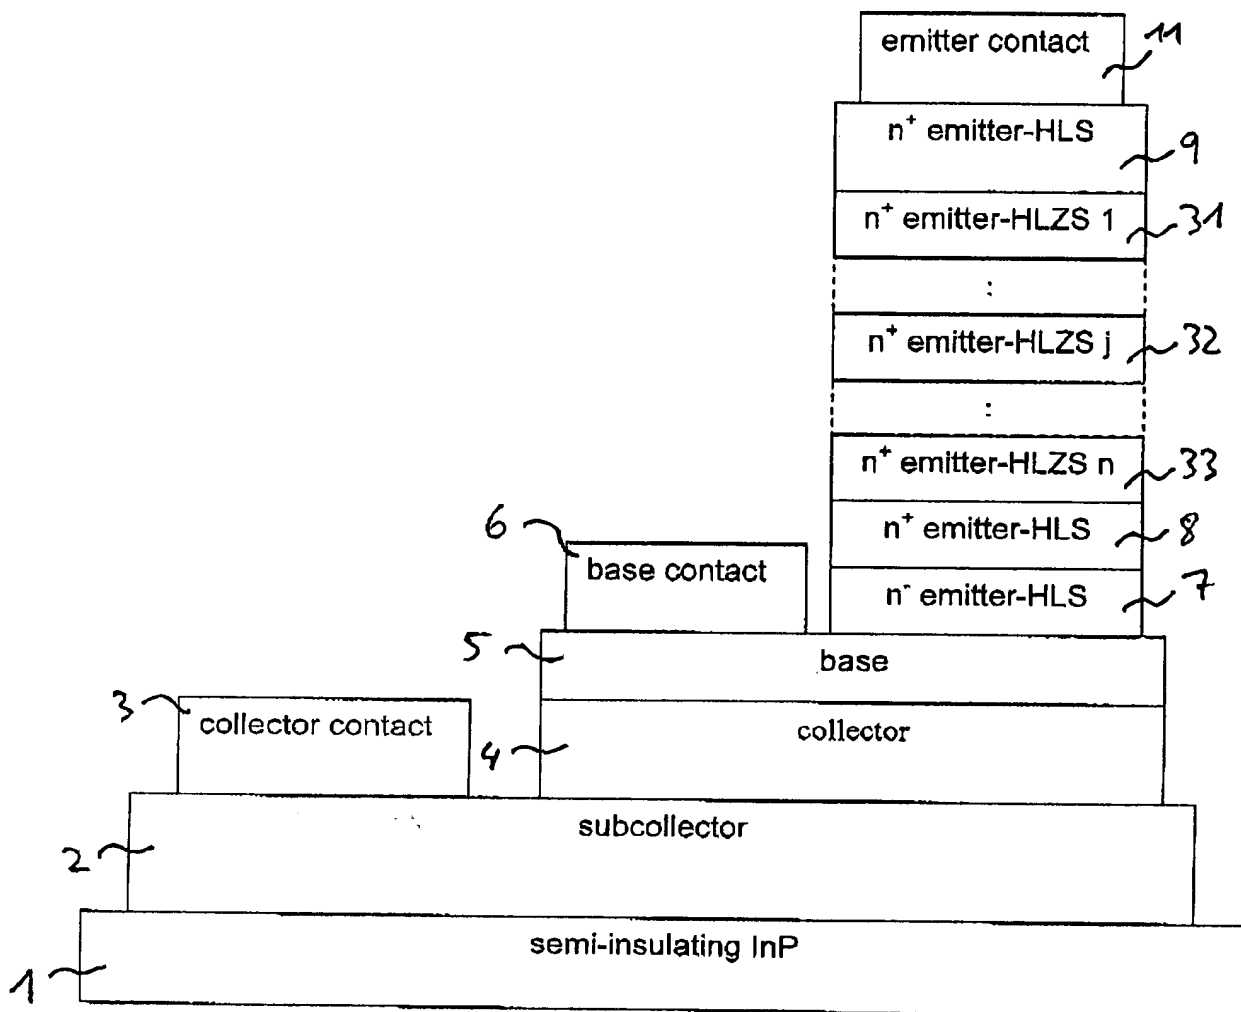 emitter contact 11
n⁺ emitter-HLS 9
n⁺ emitter-HLZS 1 31
:
n⁺ emitter-HLZS j 32
:
n⁺ emitter-HLZS n 33
n⁺ emitter-HLS 8
n⁻ emitter-HLS 7
6 base contact
5 base
3 collector contact
4 collector
2 subcollector
1 semi-insulating InP